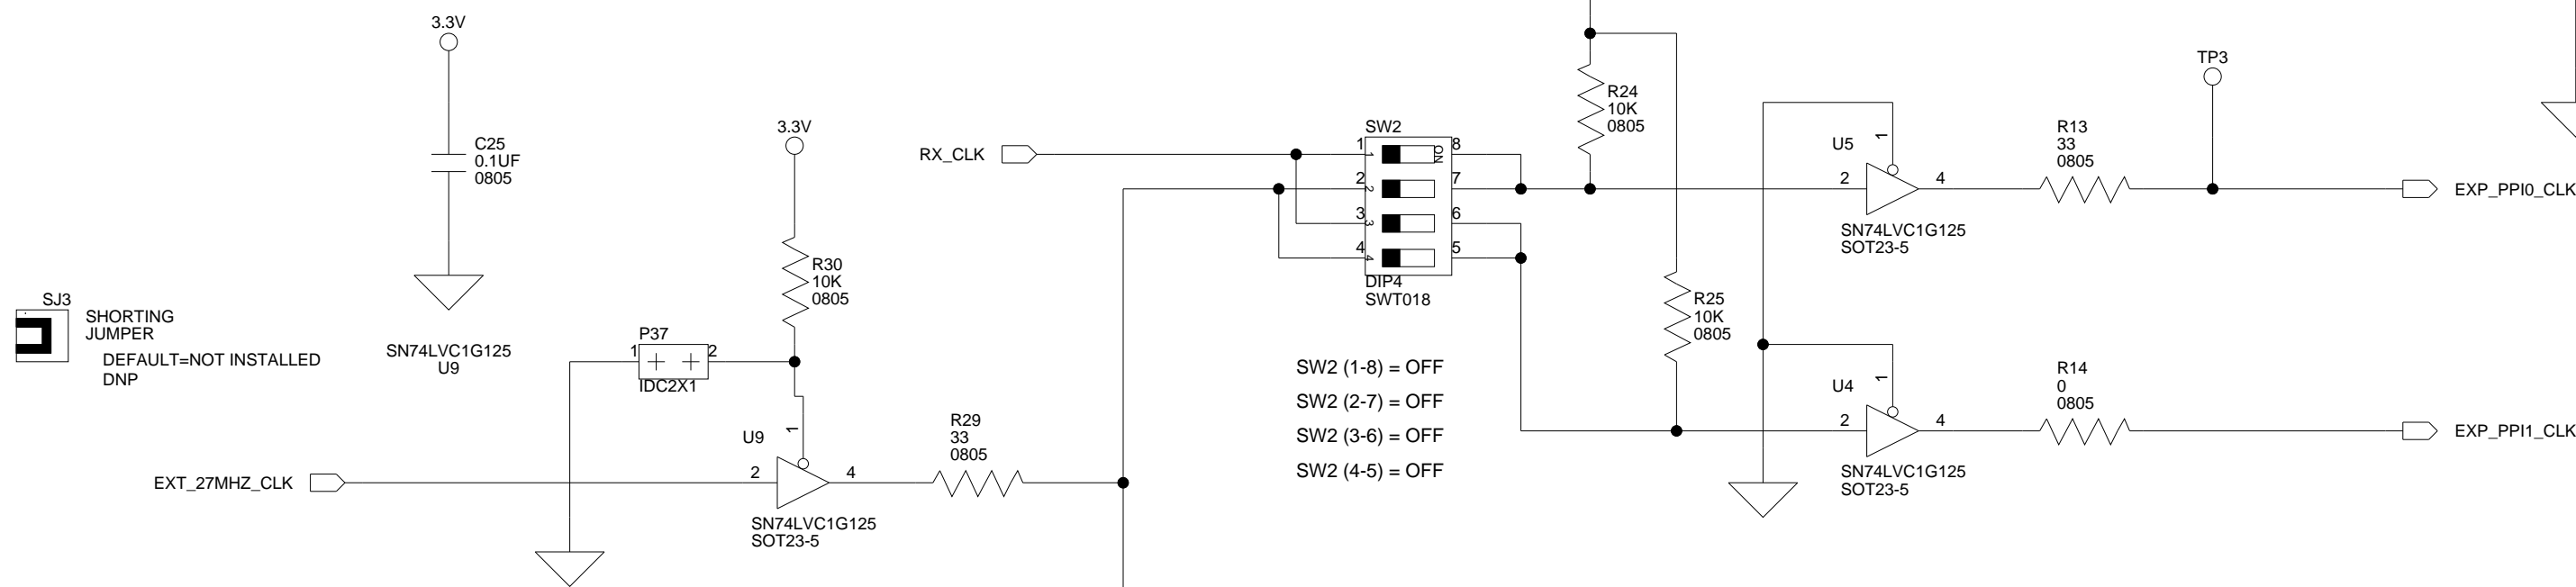 3.3V
C25
0.1UF
0805
SN74LVC1G125
U9
SJ3
SHORTING
JUMPER
DEFAULT=NOT INSTALLED
DNP
3.3V
R30
10K
0805
P37
1
2
IDC2X1
EXT_27MHZ_CLK
U9
1
2
4
SN74LVC1G125
SOT23-5
R29
33
0805
RX_CLK
SW2
1
2
3
4
1
2
3
4
ON
8
7
6
5
DIP4
SWT018
SW2 (1-8) = OFF
SW2 (2-7) = OFF
SW2 (3-6) = OFF
SW2 (4-5) = OFF
R24
10K
0805
R25
10K
0805
U5
1
2
4
SN74LVC1G125
SOT23-5
R13
33
0805
TP3
EXP_PPI0_CLK
U4
1
2
4
SN74LVC1G125
SOT23-5
R14
0
0805
EXP_PPI1_CLK